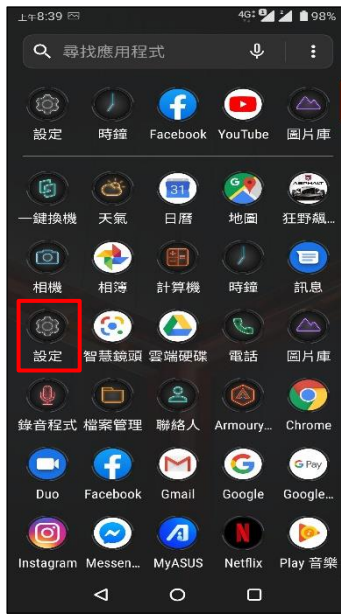 上午8:39 4G+ 98%
尋找應用程式
設定 時鐘 Facebook YouTube 圖片庫
31
ASPHALT
一鍵換機 天氣 日曆 地圖 狂野飆...
相機 相簿 計算機 時鐘 訊息
設定 智慧鏡頭 雲端硬碟 電話 圖片庫
錄音程式 檔案管理 聯絡人 Armoury... Chrome
G Pay
Duo Facebook Gmail Google Google...
Instagram Messen... MyASUS Netflix Play 音樂